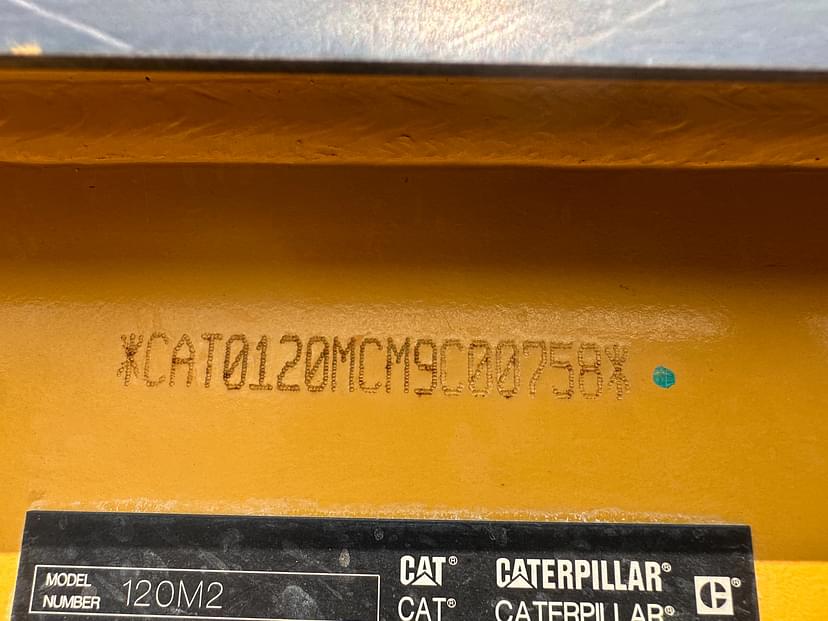 *CAT0120MCM9C00758*
MODEL NUMBER 120M2
CAT® CATERPILLAR®
CAT® CATERPILLAR®